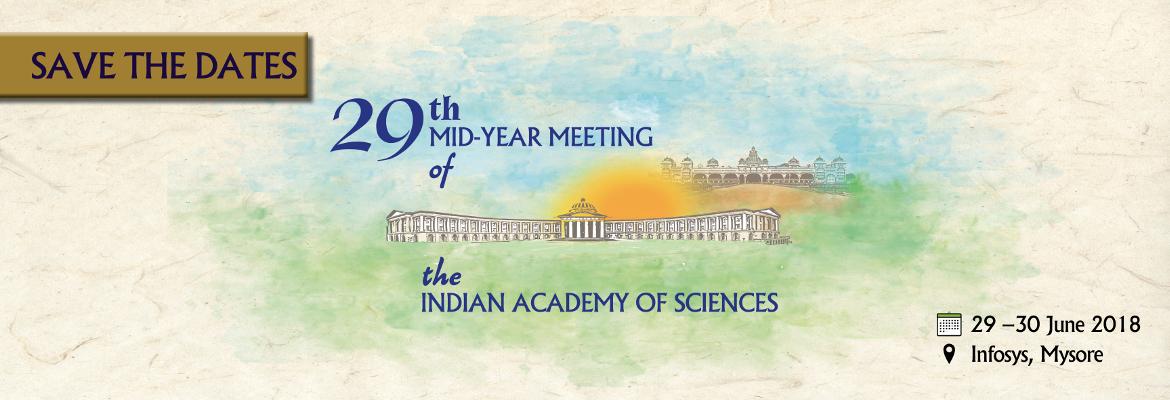 SAVE THE DATES
29th
MID-YEAR MEETING
of
the
INDIAN ACADEMY OF SCIENCES
29 –30 June 2018
Infosys, Mysore